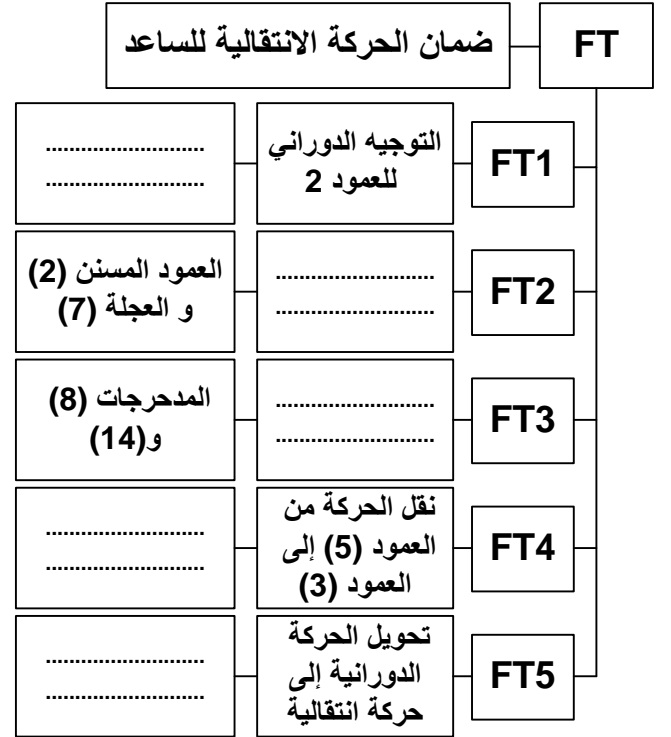 FT
ضمان الحركة الانتقالية للساعد
FT1
التوجيه الدوراني
للعمود 2
............................
............................
FT2
............................
............................
العمود المسنن (2)
و العجلة (7)
FT3
............................
............................
المدحرجات (8)
و(14)
FT4
نقل الحركة من
العمود (5) إلى
العمود (3)
............................
............................
FT5
تحويل الحركة
الدورانية إلى
حركة انتقالية
............................
............................